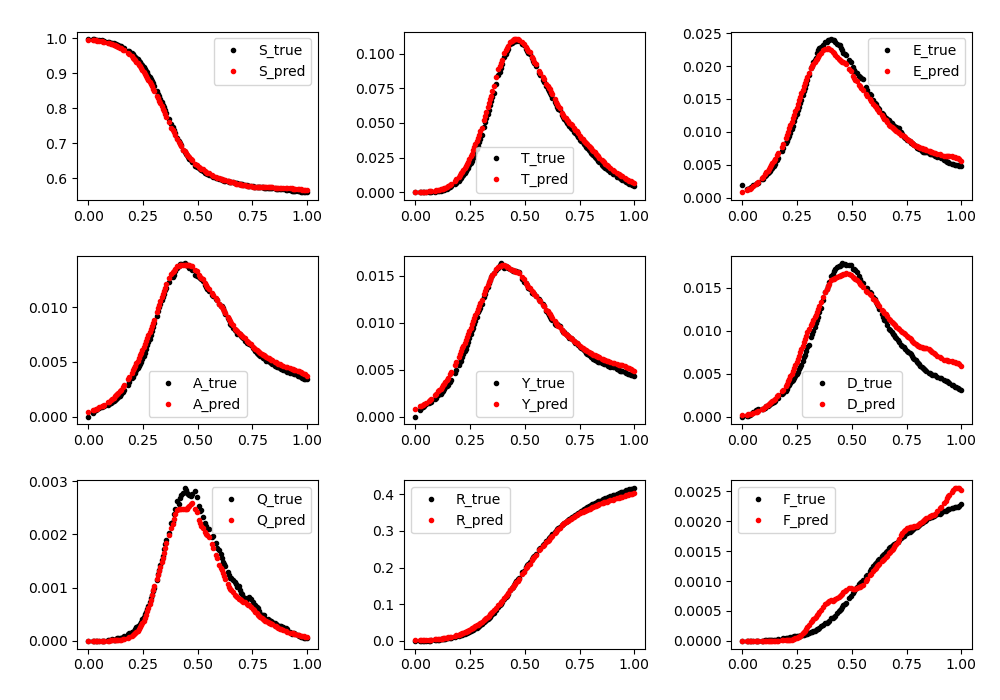 1.0
0.9
0.8
0.7
0.6
S_true
S_pred
0.00 0.25 0.50 0.75 1.00
0.100
0.075
0.050
0.025
0.000
T_true
T_pred
0.00 0.25 0.50 0.75 1.00
0.025
0.020
0.015
0.010
0.005
0.000
E_true
E_pred
0.00 0.25 0.50 0.75 1.00
0.010
0.005
0.000
A_true
A_pred
0.00 0.25 0.50 0.75 1.00
0.015
0.010
0.005
0.000
Y_true
Y_pred
0.00 0.25 0.50 0.75 1.00
0.015
0.010
0.005
0.000
D_true
D_pred
0.00 0.25 0.50 0.75 1.00
0.003
0.002
0.001
0.000
Q_true
Q_pred
0.00 0.25 0.50 0.75 1.00
0.4
0.3
0.2
0.1
0.0
R_true
R_pred
0.00 0.25 0.50 0.75 1.00
0.0025
0.0020
0.0015
0.0010
0.0005
0.0000
F_true
F_pred
0.00 0.25 0.50 0.75 1.00